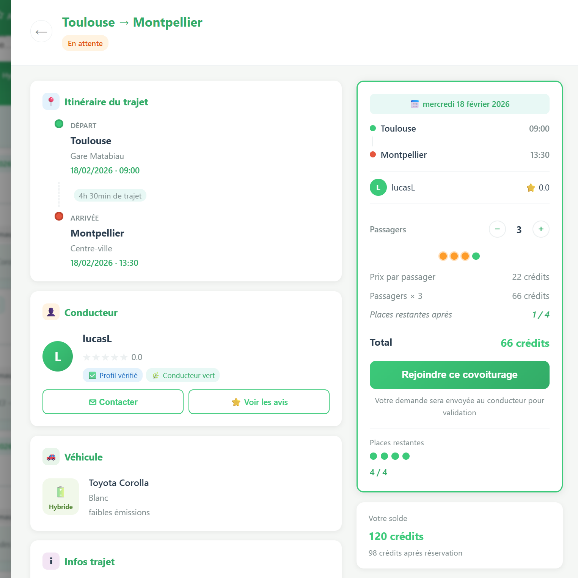 ←
Toulouse → Montpellier
En attente
Itinéraire du trajet
DÉPART
Toulouse
Gare Matabiau
18/02/2026 · 09:00
4h 30min de trajet
ARRIVÉE
Montpellier
Centre-ville
18/02/2026 · 13:30
Conducteur
L
lucasL
★★★★★ 0.0
Profil vérifié
Conducteur vert
Contacter
Voir les avis
Véhicule
Hybride
Toyota Corolla
Blanc
faibles émissions
Infos trajet
mercredi 18 février 2026
Toulouse 09:00
Montpellier 13:30
L lucasL 0.0
Passagers − 3 +
Prix par passager 22 crédits
Passagers × 3 66 crédits
Places restantes après 1 / 4
Total 66 crédits
Rejoindre ce covoiturage
Votre demande sera envoyée au conducteur pour
validation
Places restantes
4 / 4
Votre solde
120 crédits
98 crédits après réservation